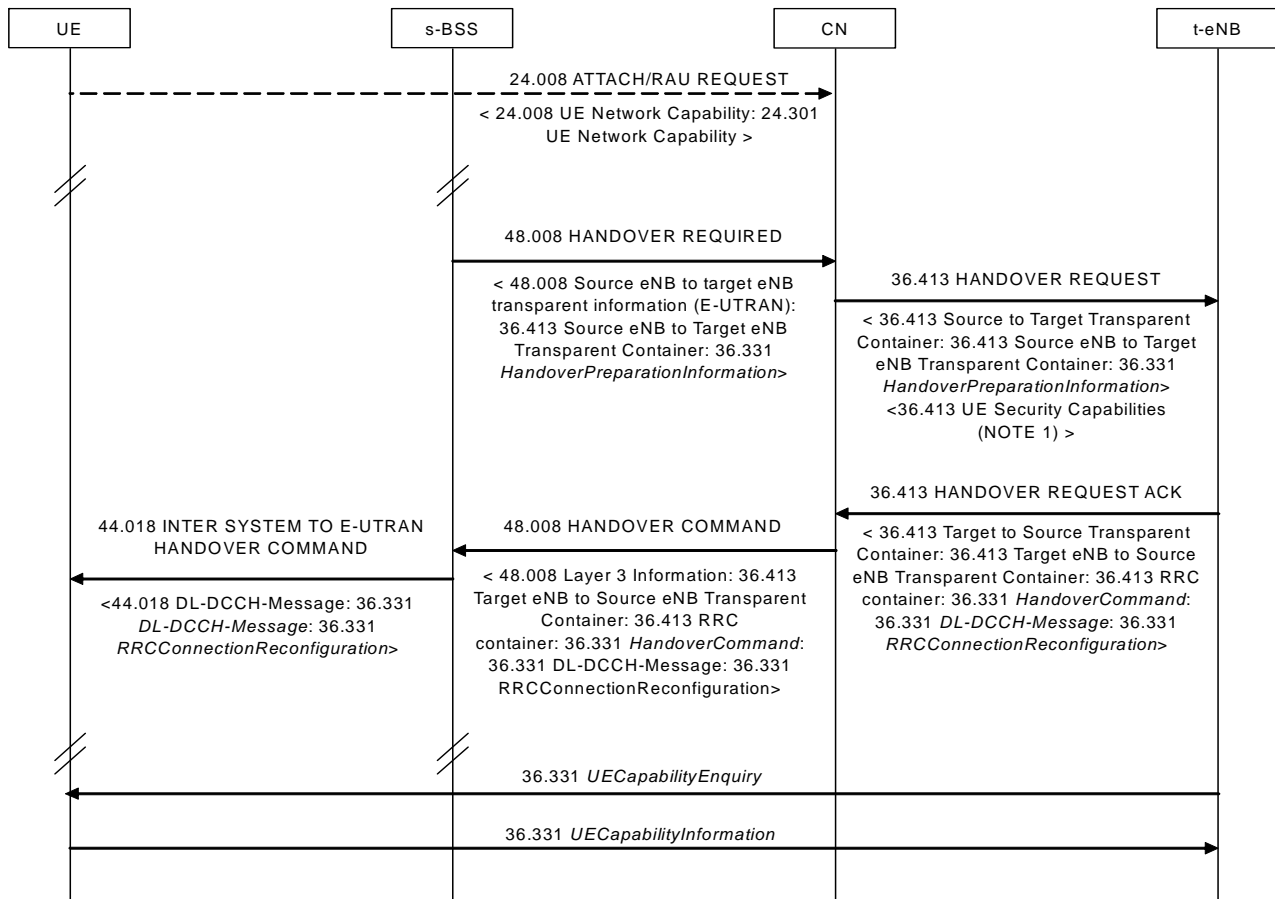 UE
s-BSS
CN
t-eNB
24.008 ATTACH/RAU REQUEST
< 24.008 UE Network Capability: 24.301
UE Network Capability >
48.008 HANDOVER REQUIRED
< 48.008 Source eNB to target eNB
transparent information (E-UTRAN):
36.413 Source eNB to Target eNB
Transparent Container: 36.331
HandoverPreparationInformation>
36.413 HANDOVER REQUEST
< 36.413 Source to Target Transparent
Container: 36.413 Source eNB to Target
eNB Transparent Container: 36.331
HandoverPreparationInformation>
<36.413 UE Security Capabilities
(NOTE 1) >
36.413 HANDOVER REQUEST ACK
< 36.413 Target to Source Transparent
Container: 36.413 Target eNB to Source
eNB Transparent Container: 36.413 RRC
container: 36.331 HandoverCommand:
36.331 DL-DCCH-Message: 36.331
RRCConnectionReconfiguration>
48.008 HANDOVER COMMAND
< 48.008 Layer 3 Information: 36.413
Target eNB to Source eNB Transparent
Container: 36.413 RRC
container: 36.331 HandoverCommand:
36.331 DL-DCCH-Message: 36.331
RRCConnectionReconfiguration>
44.018 INTER SYSTEM TO E-UTRAN
HANDOVER COMMAND
<44.018 DL-DCCH-Message: 36.331
DL-DCCH-Message: 36.331
RRCConnectionReconfiguration>
36.331 UECapabilityEnquiry
36.331 UECapabilityInformation